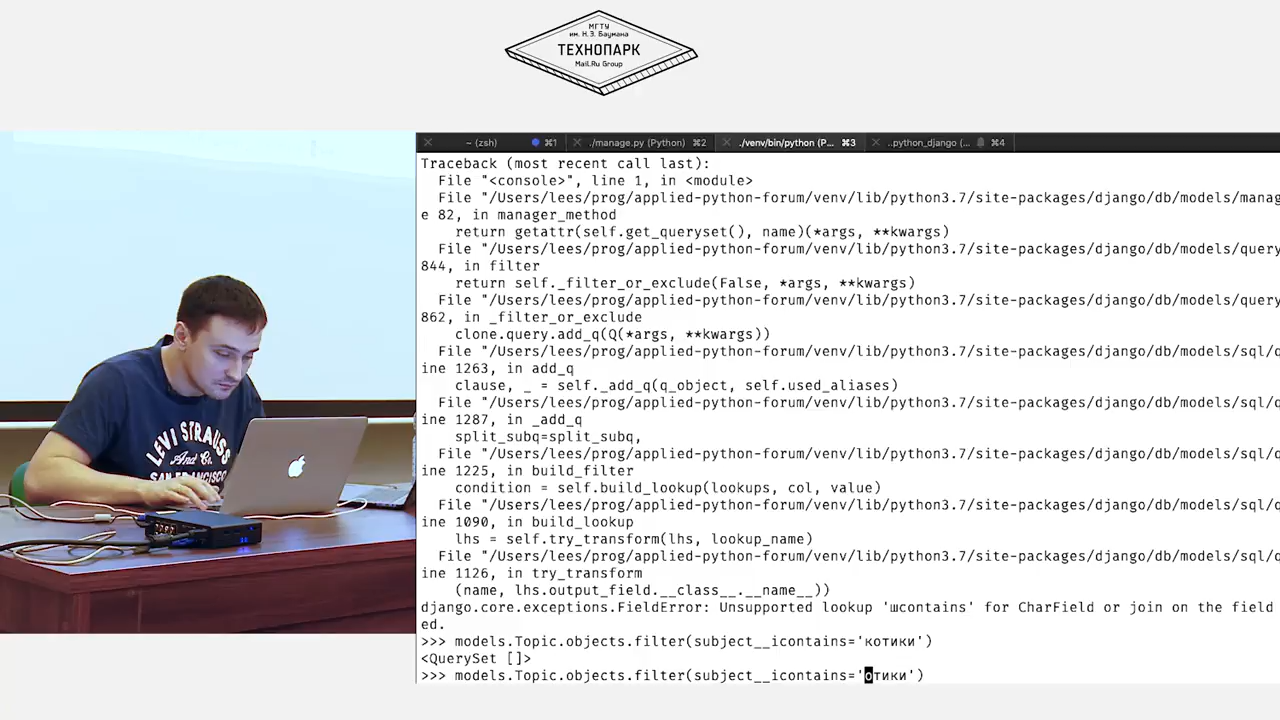 МГТУ
им. Н.Э. Баумана
ТЕХНОПАРК
Mail.Ru Group
~ (zsh) ⌘1 ./manage.py (Python) ⌘2 ./venv/bin/python (P... ⌘3 ..python_django (... ⌘4
Traceback (most recent call last):
File "<console>", line 1, in <module>
File "/Users/lees/prog/applied-python-forum/venv/lib/python3.7/site-packages/django/db/models/manag
e 82, in manager_method
return getattr(self.get_queryset(), name)(*args, **kwargs)
File "/Users/lees/prog/applied-python-forum/venv/lib/python3.7/site-packages/django/db/models/query
844, in filter
return self._filter_or_exclude(False, *args, **kwargs)
File "/Users/lees/prog/applied-python-forum/venv/lib/python3.7/site-packages/django/db/models/query
862, in _filter_or_exclude
clone.query.add_q(Q(*args, **kwargs))
File "/Users/lees/prog/applied-python-forum/venv/lib/python3.7/site-packages/django/db/models/sql/q
ine 1263, in add_q
clause, _ = self._add_q(q_object, self.used_aliases)
File "/Users/lees/prog/applied-python-forum/venv/lib/python3.7/site-packages/django/db/models/sql/q
ine 1287, in _add_q
split_subq=split_subq,
File "/Users/lees/prog/applied-python-forum/venv/lib/python3.7/site-packages/django/db/models/sql/q
ine 1225, in build_filter
condition = self.build_lookup(lookups, col, value)
File "/Users/lees/prog/applied-python-forum/venv/lib/python3.7/site-packages/django/db/models/sql/q
ine 1090, in build_lookup
lhs = self.try_transform(lhs, lookup_name)
File "/Users/lees/prog/applied-python-forum/venv/lib/python3.7/site-packages/django/db/models/sql/q
ine 1126, in try_transform
(name, lhs.output_field.__class__.__name__))
django.core.exceptions.FieldError: Unsupported lookup 'шcontains' for CharField or join on the field
ed.
>>> models.Topic.objects.filter(subject__icontains='котики')
<QuerySet []>
>>> models.Topic.objects.filter(subject__icontains='отики')
LEVI STRAUSS
And Co.
SAN FRANCISCO